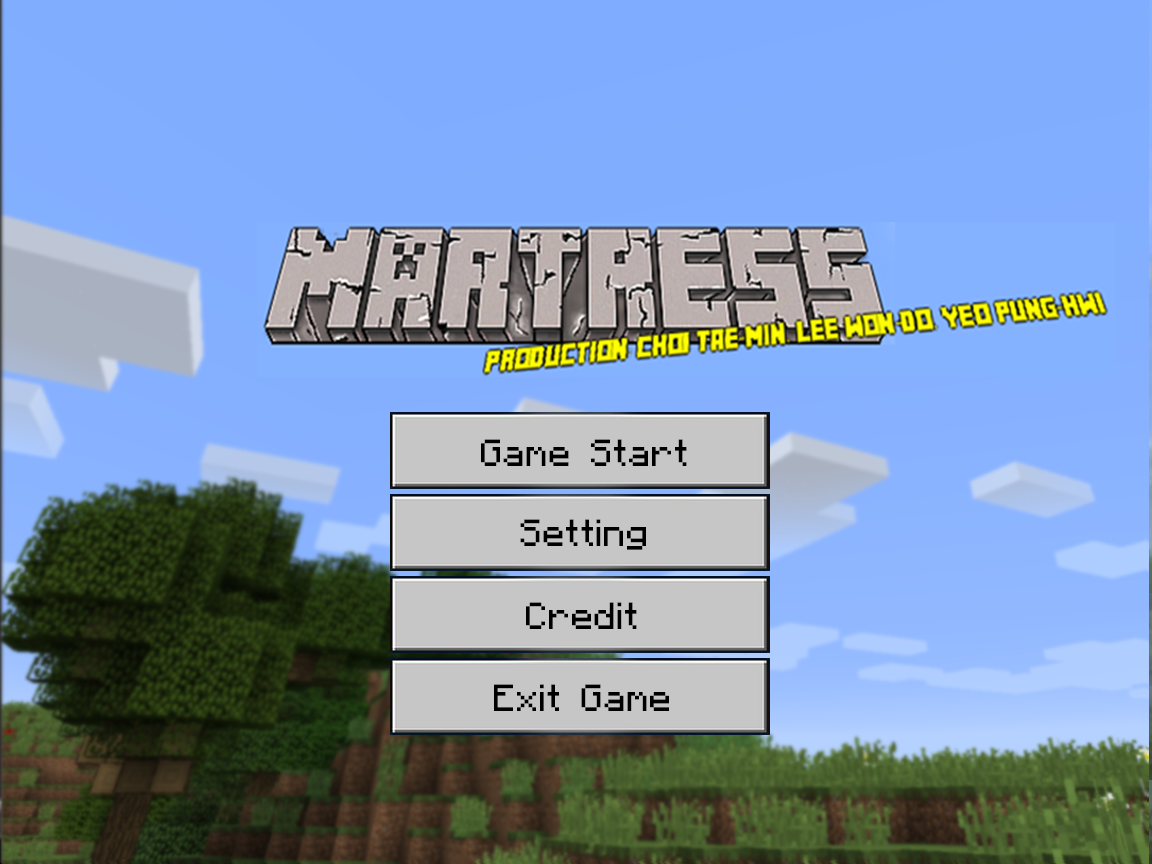 MARTRESS
PRODUCTION CHOI TAE-MIN LEE WON-DO YEO PUNG-HWI
Game Start
Setting
Credit
Exit Game